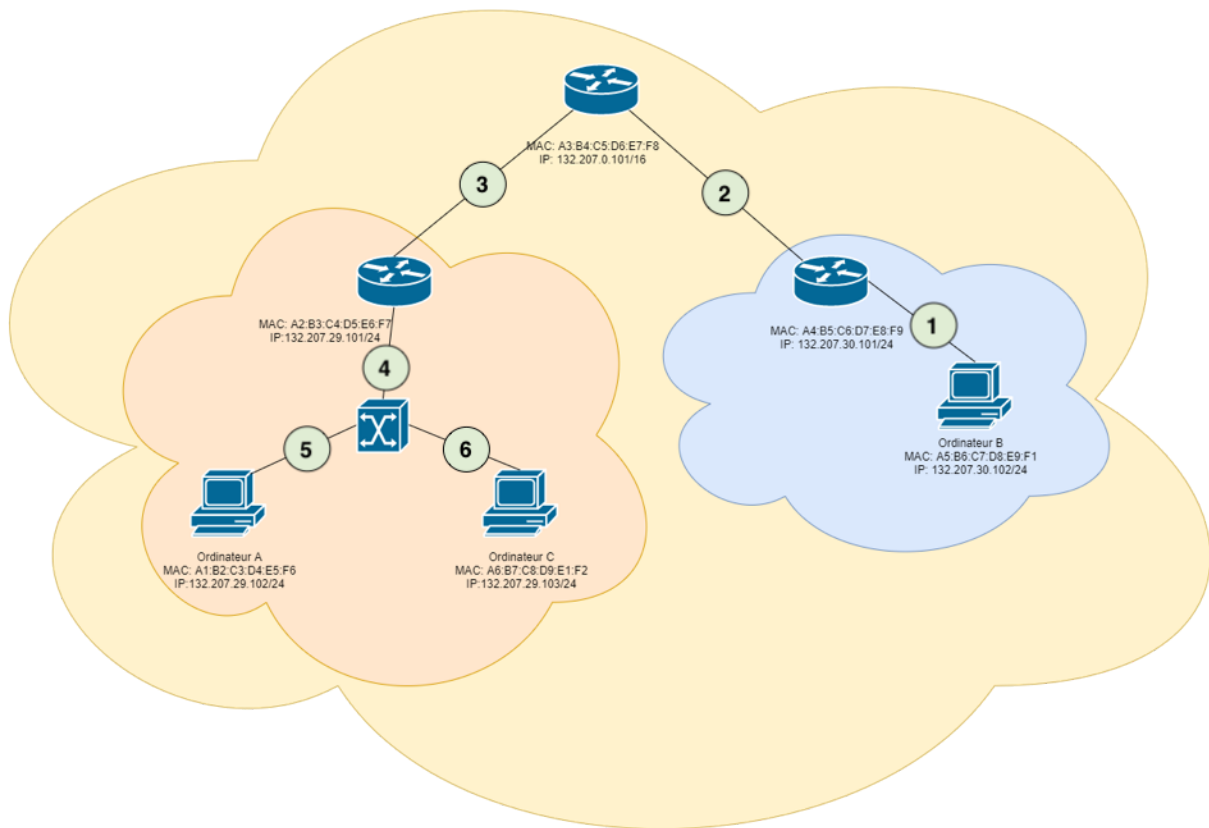 MAC: A3:B4:C5:D6:E7:F8
IP: 132.207.0.101/16
3
2
MAC: A2:B3:C4:D5:E6:F7
IP:132.207.29.101/24
MAC: A4:B5:C6:D7:E8:F9
IP: 132.207.30.101/24
1
4
5
6
Ordinateur B
MAC: A5:B6:C7:D8:E9:F1
IP: 132.207.30.102/24
Ordinateur A
MAC: A1:B2:C3:D4:E5:F6
IP:132.207.29.102/24
Ordinateur C
MAC: A6:B7:C8:D9:E1:F2
IP:132.207.29.103/24